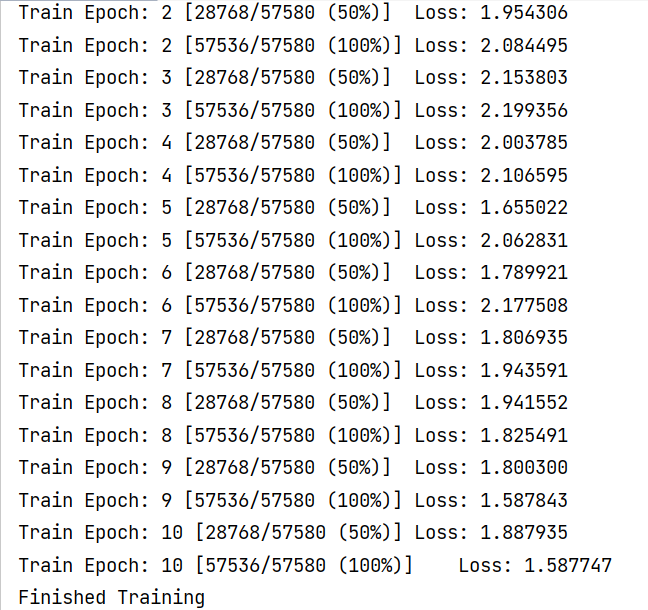 Train Epoch: 2 [28768/57580 (50%)]  Loss: 1.954306
Train Epoch: 2 [57536/57580 (100%)] Loss: 2.084495
Train Epoch: 3 [28768/57580 (50%)]  Loss: 2.153803
Train Epoch: 3 [57536/57580 (100%)] Loss: 2.199356
Train Epoch: 4 [28768/57580 (50%)]  Loss: 2.003785
Train Epoch: 4 [57536/57580 (100%)] Loss: 2.106595
Train Epoch: 5 [28768/57580 (50%)]  Loss: 1.655022
Train Epoch: 5 [57536/57580 (100%)] Loss: 2.062831
Train Epoch: 6 [28768/57580 (50%)]  Loss: 1.789921
Train Epoch: 6 [57536/57580 (100%)] Loss: 2.177508
Train Epoch: 7 [28768/57580 (50%)]  Loss: 1.806935
Train Epoch: 7 [57536/57580 (100%)] Loss: 1.943591
Train Epoch: 8 [28768/57580 (50%)]  Loss: 1.941552
Train Epoch: 8 [57536/57580 (100%)] Loss: 1.825491
Train Epoch: 9 [28768/57580 (50%)]  Loss: 1.800300
Train Epoch: 9 [57536/57580 (100%)] Loss: 1.587843
Train Epoch: 10 [28768/57580 (50%)] Loss: 1.887935
Train Epoch: 10 [57536/57580 (100%)]    Loss: 1.587747
Finished Training